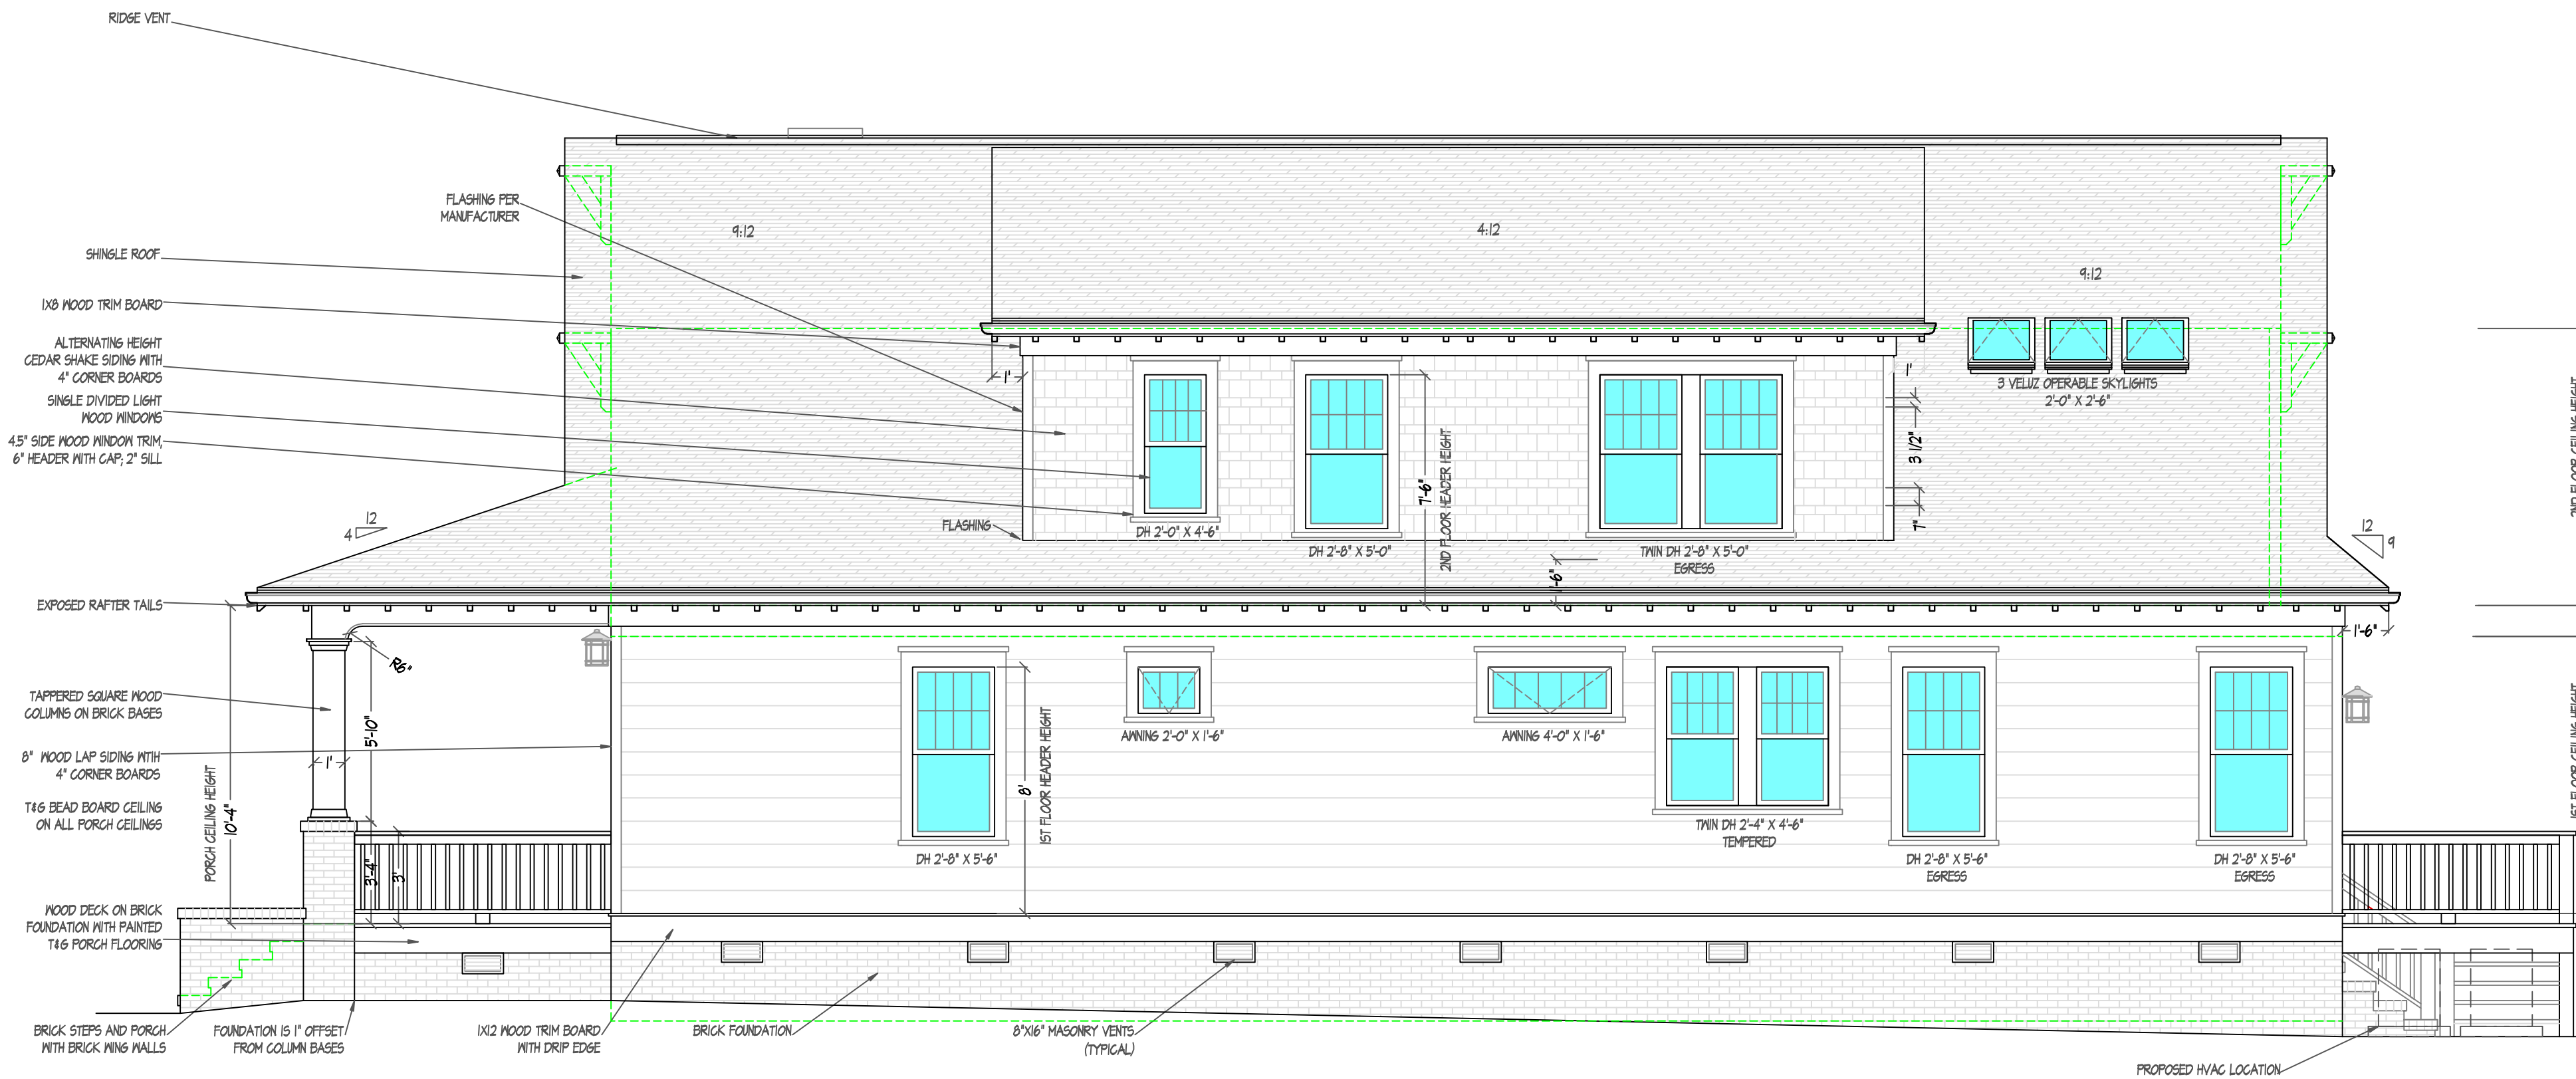 RIDGE VENT
FLASHING PER
MANUFACTURER
9:12
4:12
SHINGLE ROOF
9:12
1X8 WOOD TRIM BOARD
ALTERNATING HEIGHT
CEDAR SHAKE SIDING WITH
4" CORNER BOARDS
SINGLE DIVIDED LIGHT
WOOD WINDOWS
4.5" SIDE WOOD WINDOW TRIM,
6" HEADER WITH CAP; 2" SILL
1'
1'
3 VELUZ OPERABLE SKYLIGHTS
2'-0" X 2'-6"
3 1/2"
7"
7'-6"
2ND FLOOR HEADER HEIGHT
2ND FLOOR CEILING HEIGHT
12
4
FLASHING
DH 2'-0" X 4'-6"
DH 2'-8" X 5'-0"
TWIN DH 2'-8" X 5'-0"
EGRESS
12
9
-6"
EXPOSED RAFTER TAILS
1'-6"
R6"
TAPPERED SQUARE WOOD
COLUMNS ON BRICK BASES
5'-10"
1'
8" WOOD LAP SIDING WTIH
4" CORNER BOARDS
PORCH CEILING HEIGHT
10'-4"
T&G BEAD BOARD CEILING
ON ALL PORCH CEILINGS
AWNING 2'-0" X 1'-6"
AWNING 4'-0" X 1'-6"
8'
1ST FLOOR HEADER HEIGHT
1ST FLOOR CEILING HEIGHT
TWIN DH 2'-4" X 4'-6"
TEMPERED
DH 2'-8" X 5'-6"
DH 2'-8" X 5'-6"
EGRESS
DH 2'-8" X 5'-6"
EGRESS
3'-4"
3'
WOOD DECK ON BRICK
FOUNDATION WITH PAINTED
T&G PORCH FLOORING
BRICK STEPS AND PORCH
WITH BRICK WING WALLS
FOUNDATION IS 1" OFFSET
FROM COLUMN BASES
1X12 WOOD TRIM BOARD
WITH DRIP EDGE
BRICK FOUNDATION
8"X16" MASONRY VENTS
(TYPICAL)
PROPOSED HVAC LOCATION